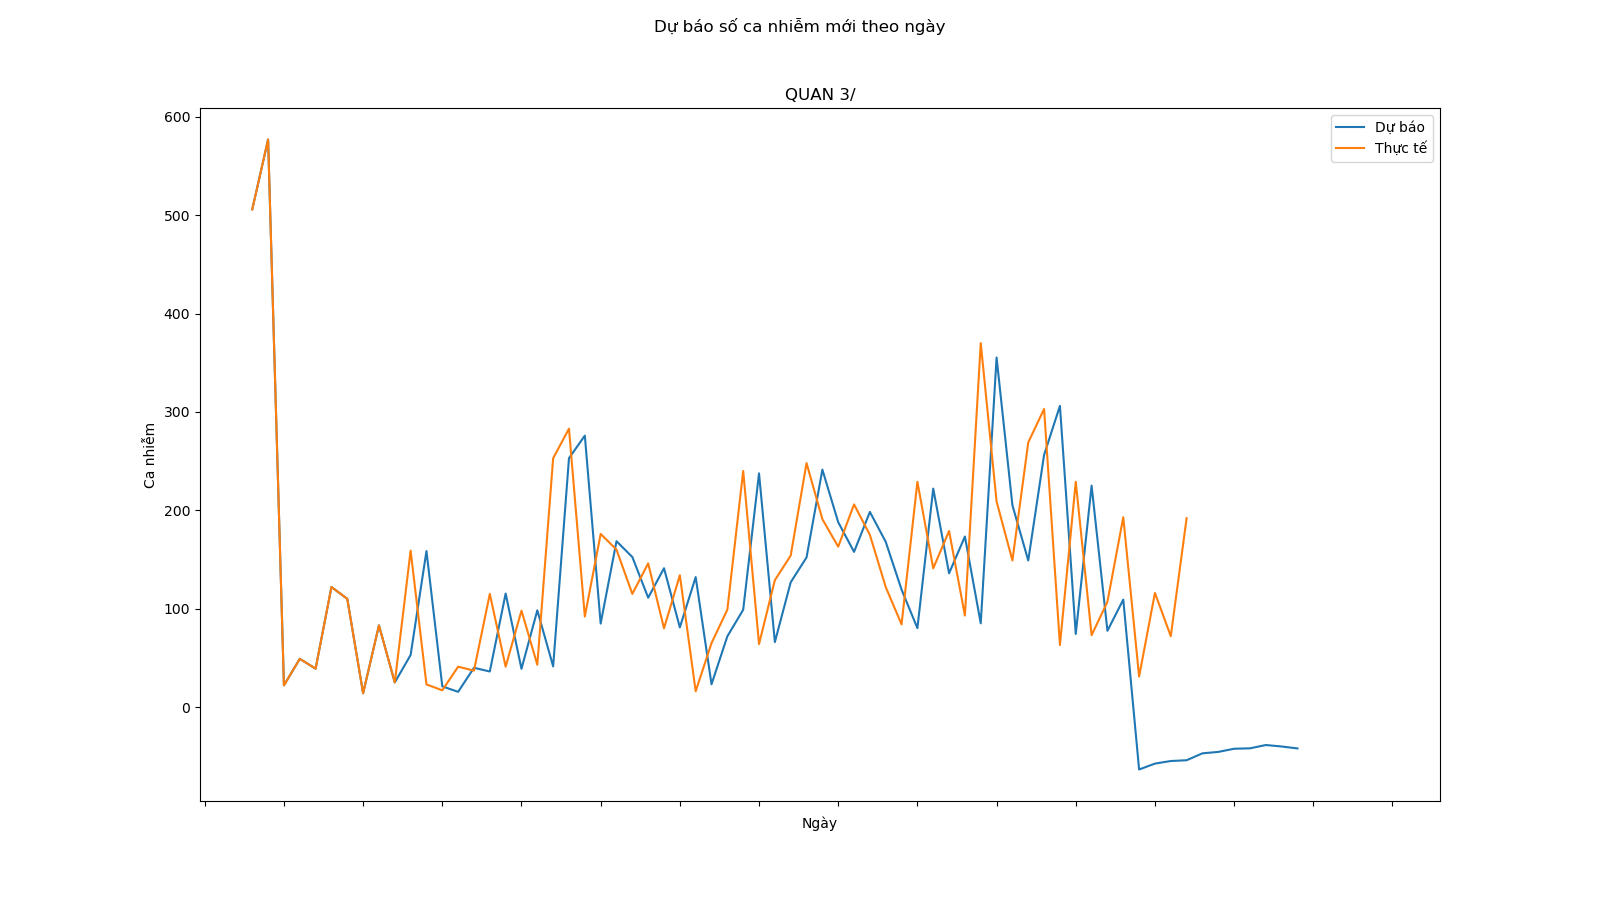 Dự báo số ca nhiễm mới theo ngày
QUAN 3/
Dự báo
Thực tế
600
500
400
300
200
100
0
Ca nhiễm
Ngày